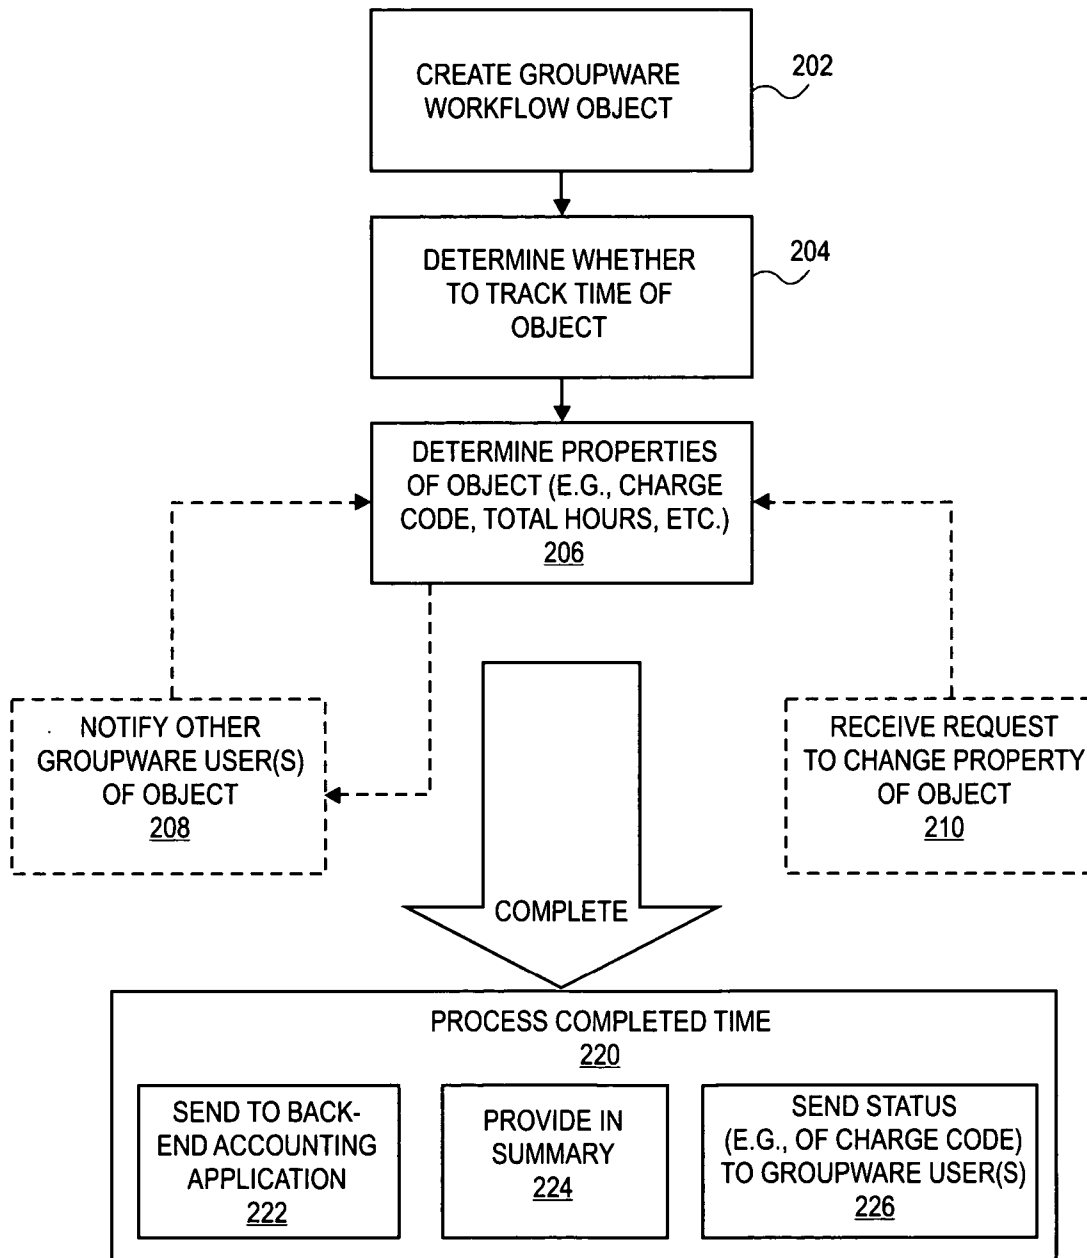 CREATE GROUPWARE
WORKFLOW OBJECT
202
DETERMINE WHETHER
TO TRACK TIME OF
OBJECT
204
DETERMINE PROPERTIES
OF OBJECT (E.G., CHARGE
CODE, TOTAL HOURS, ETC.)
206
NOTIFY OTHER
GROUPWARE USER(S)
OF OBJECT
208
RECEIVE REQUEST
TO CHANGE PROPERTY
OF OBJECT
210
COMPLETE
PROCESS COMPLETED TIME
220
SEND TO BACK-
END ACCOUNTING
APPLICATION
222
PROVIDE IN
SUMMARY
224
SEND STATUS
(E.G., OF CHARGE CODE)
TO GROUPWARE USER(S)
226